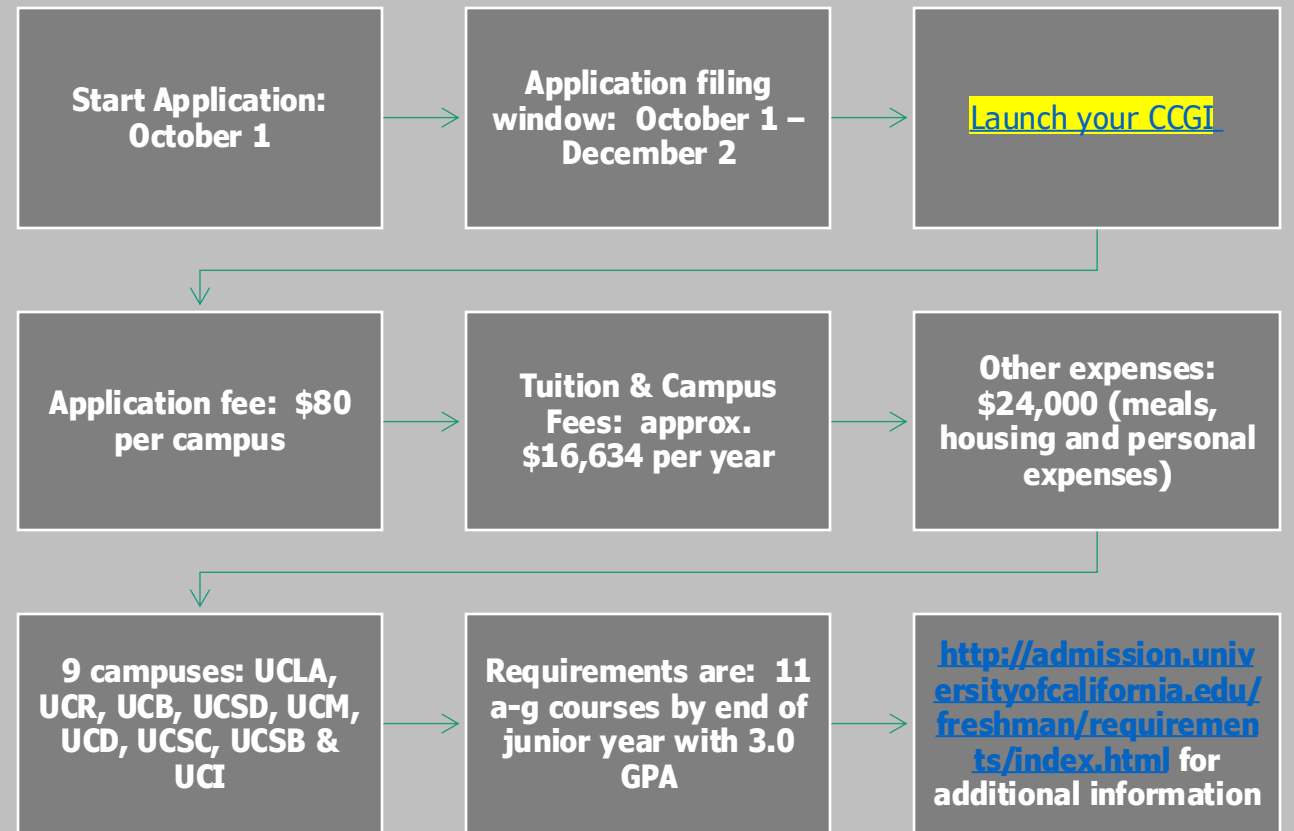 Start Application:
October 1
Application filing
window:  October 1 –
December 2
Launch your CCGI
Application fee:  $80
per campus
Tuition & Campus
Fees:  approx.
$16,634 per year
Other expenses:
$24,000 (meals,
housing and personal
expenses)
9 campuses: UCLA,
UCR, UCB, UCSD, UCM,
UCD, UCSC, UCSB &
UCI
Requirements are:  11
a-g courses by end of
junior year with 3.0
GPA
http://admission.univ
ersityofcalifornia.edu/
freshman/requiremen
ts/index.html for
additional information